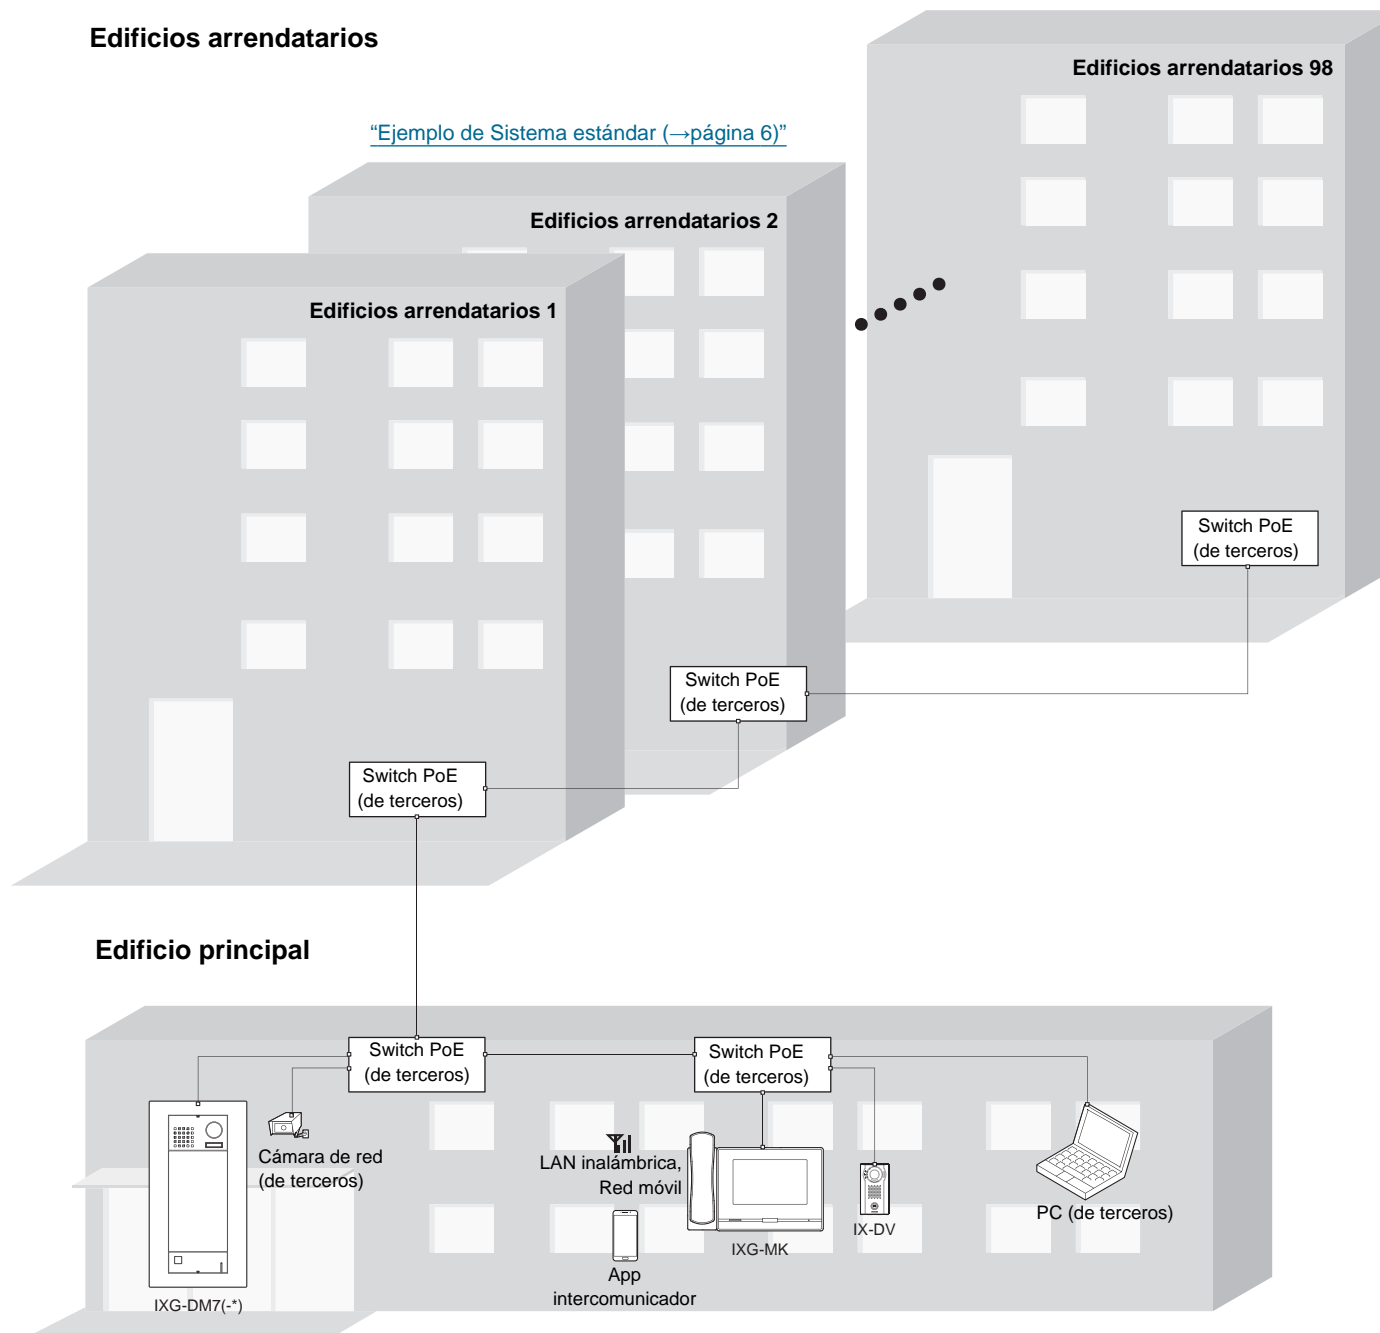 Edificios arrendatarios
Edificios arrendatarios 98
“Ejemplo de Sistema estándar (→página 6)”
Edificios arrendatarios 2
Edificios arrendatarios 1
Switch PoE
(de terceros)
Switch PoE
(de terceros)
Switch PoE
(de terceros)
Edificio principal
Switch PoE
(de terceros)
Switch PoE
(de terceros)
Cámara de red
(de terceros)
LAN inalámbrica,
Red móvil
PC (de terceros)
IX-DV
IXG-MK
App
intercomunicador
IXG-DM7(-*)